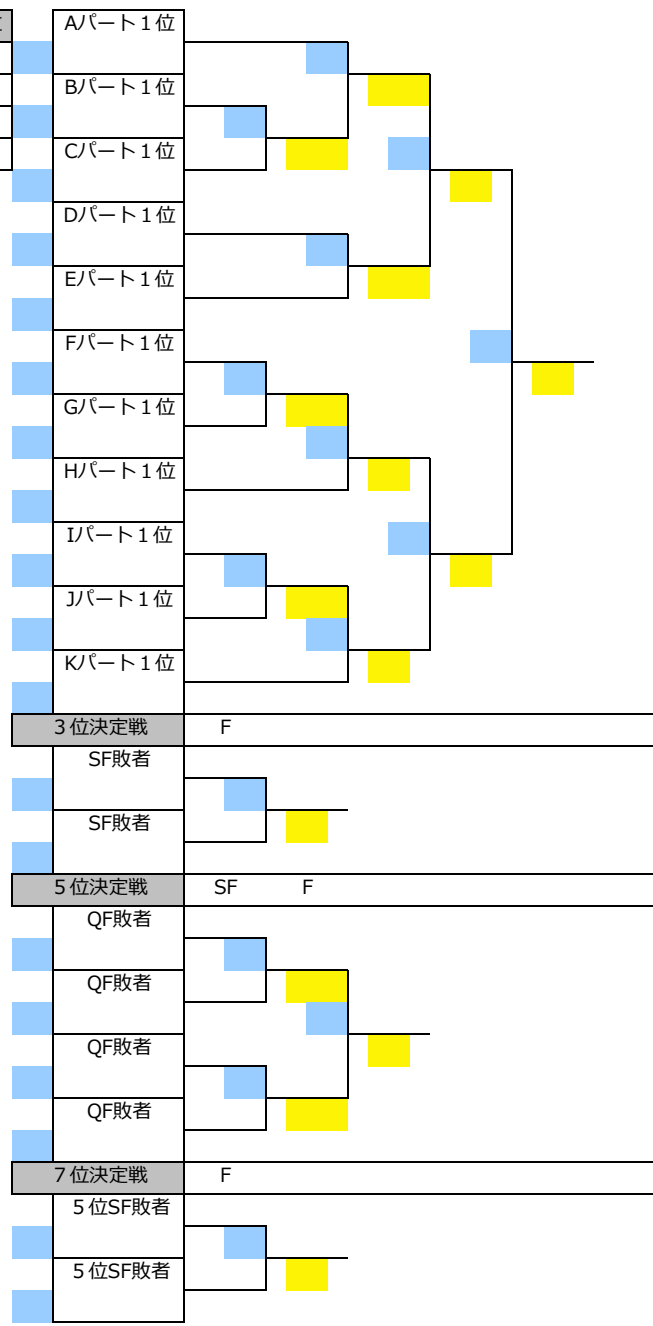 Aパート１位
Bパート１位
Cパート１位
Dパート１位
Eパート１位
Fパート１位
Gパート１位
Hパート１位
Iパート１位
Jパート１位
Kパート１位
３位決定戦 F
SF敗者
SF敗者
５位決定戦 SF F
QF敗者
QF敗者
QF敗者
QF敗者
７位決定戦 F
５位SF敗者
５位SF敗者